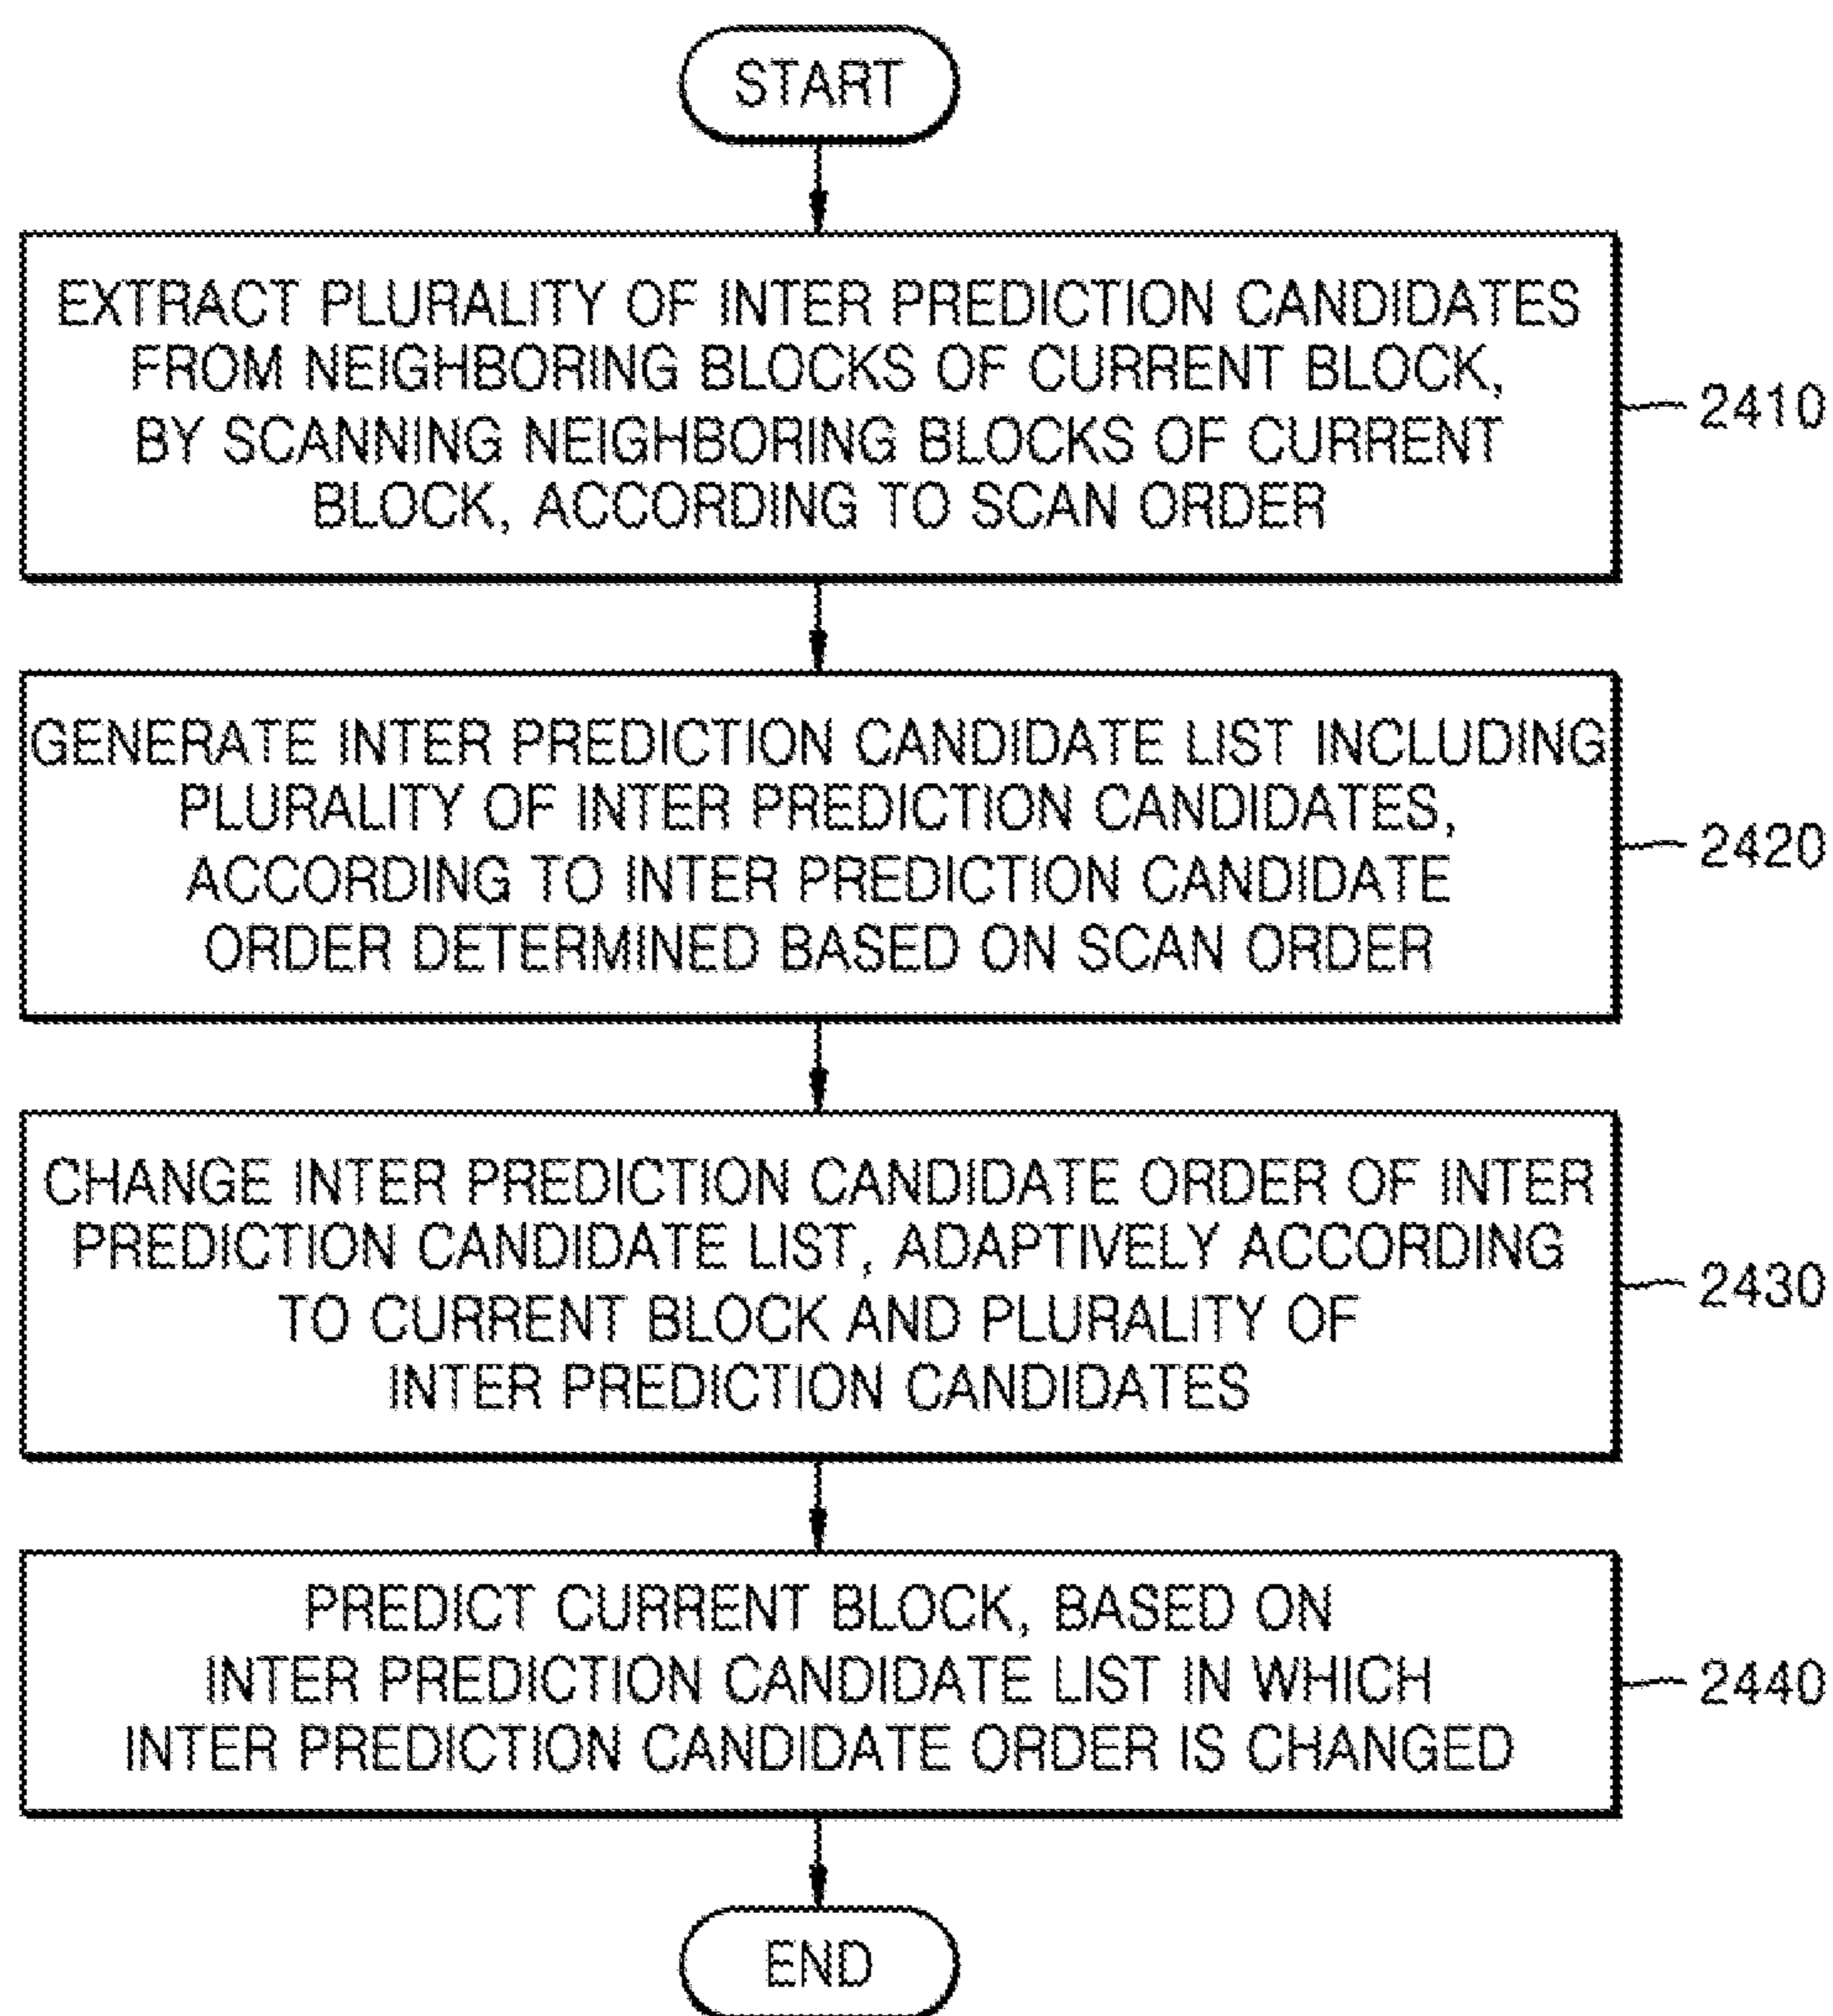 START
EXTRACT PLURALITY OF INTER PREDICTION CANDIDATES
FROM NEIGHBORING BLOCKS OF CURRENT BLOCK,
BY SCANNING NEIGHBORING BLOCKS OF CURRENT
BLOCK, ACCORDING TO SCAN ORDER
2410
GENERATE INTER PREDICTION CANDIDATE LIST INCLUDING
PLURALITY OF INTER PREDICTION CANDIDATES,
ACCORDING TO INTER PREDICTION CANDIDATE
ORDER DETERMINED BASED ON SCAN ORDER
2420
CHANGE INTER PREDICTION CANDIDATE ORDER OF INTER
PREDICTION CANDIDATE LIST, ADAPTIVELY ACCORDING
TO CURRENT BLOCK AND PLURALITY OF
INTER PREDICTION CANDIDATES
2430
PREDICT CURRENT BLOCK, BASED ON
INTER PREDICTION CANDIDATE LIST IN WHICH
INTER PREDICTION CANDIDATE ORDER IS CHANGED
2440
END